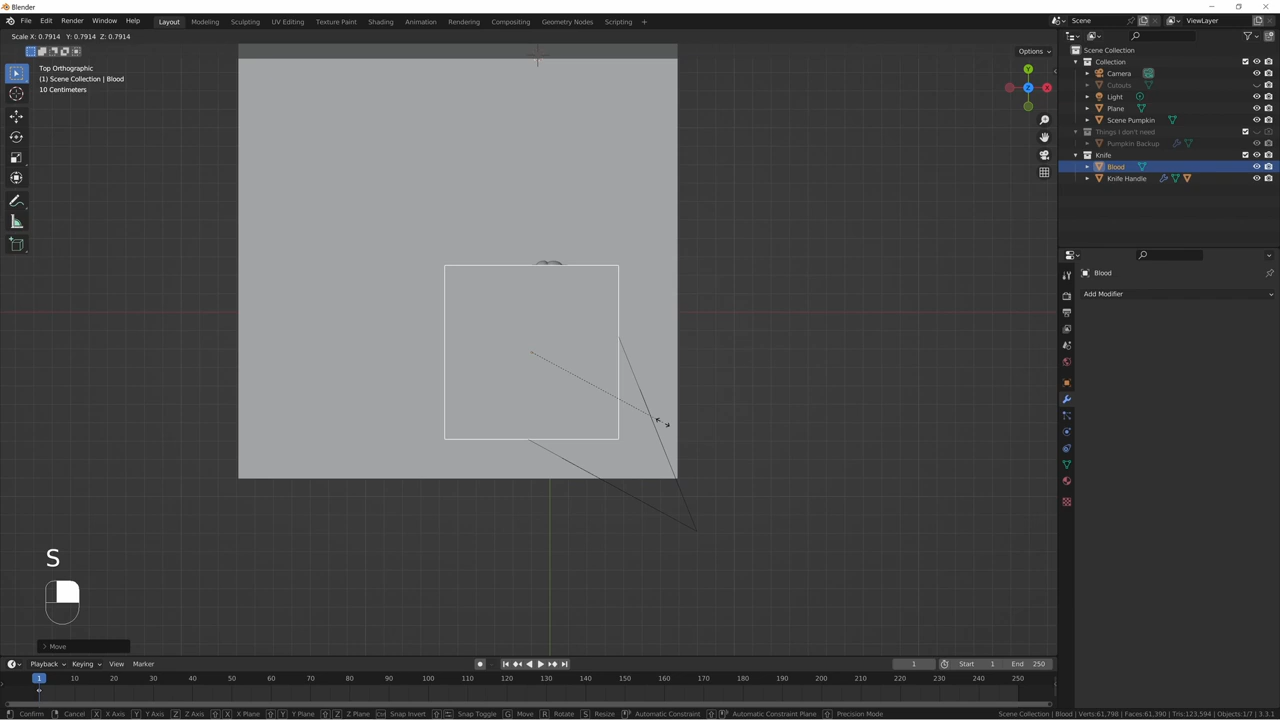 Blender
File Edit Render Window Help Layout Modeling Sculpting UV Editing Texture Paint Shading Animation Rendering Compositing Geometry Nodes Scripting + Scene ViewLayer
Scale X: 0.7914 Y: 0.7914 Z: 0.7914
Options
Top Orthographic
(1) Scene Collection | Blood
10 Centimeters
Y
Z
X
Scene Collection
Collection
Camera
Cutouts
Light
Plane
Scene Pumpkin
Things I don't need
Pumpkin Backup
Knife
Blood
Knife Handle
Blood
Add Modifier
S
Move
Playback Keying View Marker 1 Start 1 End 250
1 10 20 30 40 50 60 70 80 90 100 110 120 130 140 150 160 170 180 190 200 210 220 230 240 250
Confirm Cancel X X Axis Y Y Axis Z Z Axis X X Plane Y Y Plane Z Z Plane Ctrl Snap Invert Snap Toggle G Move R Rotate S Resize Automatic Constraint Automatic Constraint Plane Precision Mode Scene Collection | Blood | Verts:61,798 | Faces:61,390 | Tris:123,594 | Objects:1/7 | 3.3.1